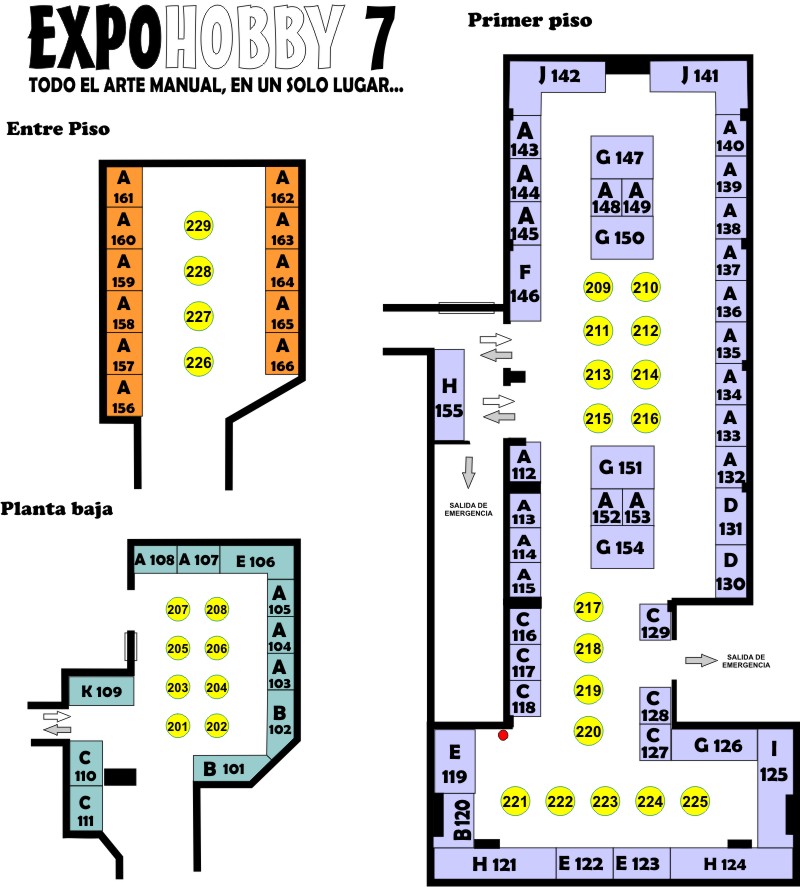 EXPOHOBBY 7
TODO EL ARTE MANUAL, EN UN SOLO LUGAR...
Entre Piso
A 161
A 160
A 159
A 158
A 157
A 156
229
228
227
226
A 162
A 163
A 164
A 165
A 166
Planta baja
A 108 A 107 E 106
A 105
A 104
A 103
B 102
B 101
207 208
205 206
203 204
201 202
K 109
C 110
C 111
Primer piso
J 142 J 141
A 143
A 144
A 145
F 146
G 147
A 148 A 149
G 150
A 140
A 139
A 138
A 137
A 136
A 135
A 134
A 133
A 132
D 131
D 130
209 210
211 212
213 214
215 216
H 155
SALIDA DE
EMERGENCIA
A 112
A 113
A 114
A 115
C 116
C 117
C 118
G 151
A 152 A 153
G 154
217
218
219
220
C 129
SALIDA DE
EMERGENCIA
C 128
C 127
G 126
I 125
E 119
B 120
221 222 223 224 225
H 121 E 122 E 123 H 124